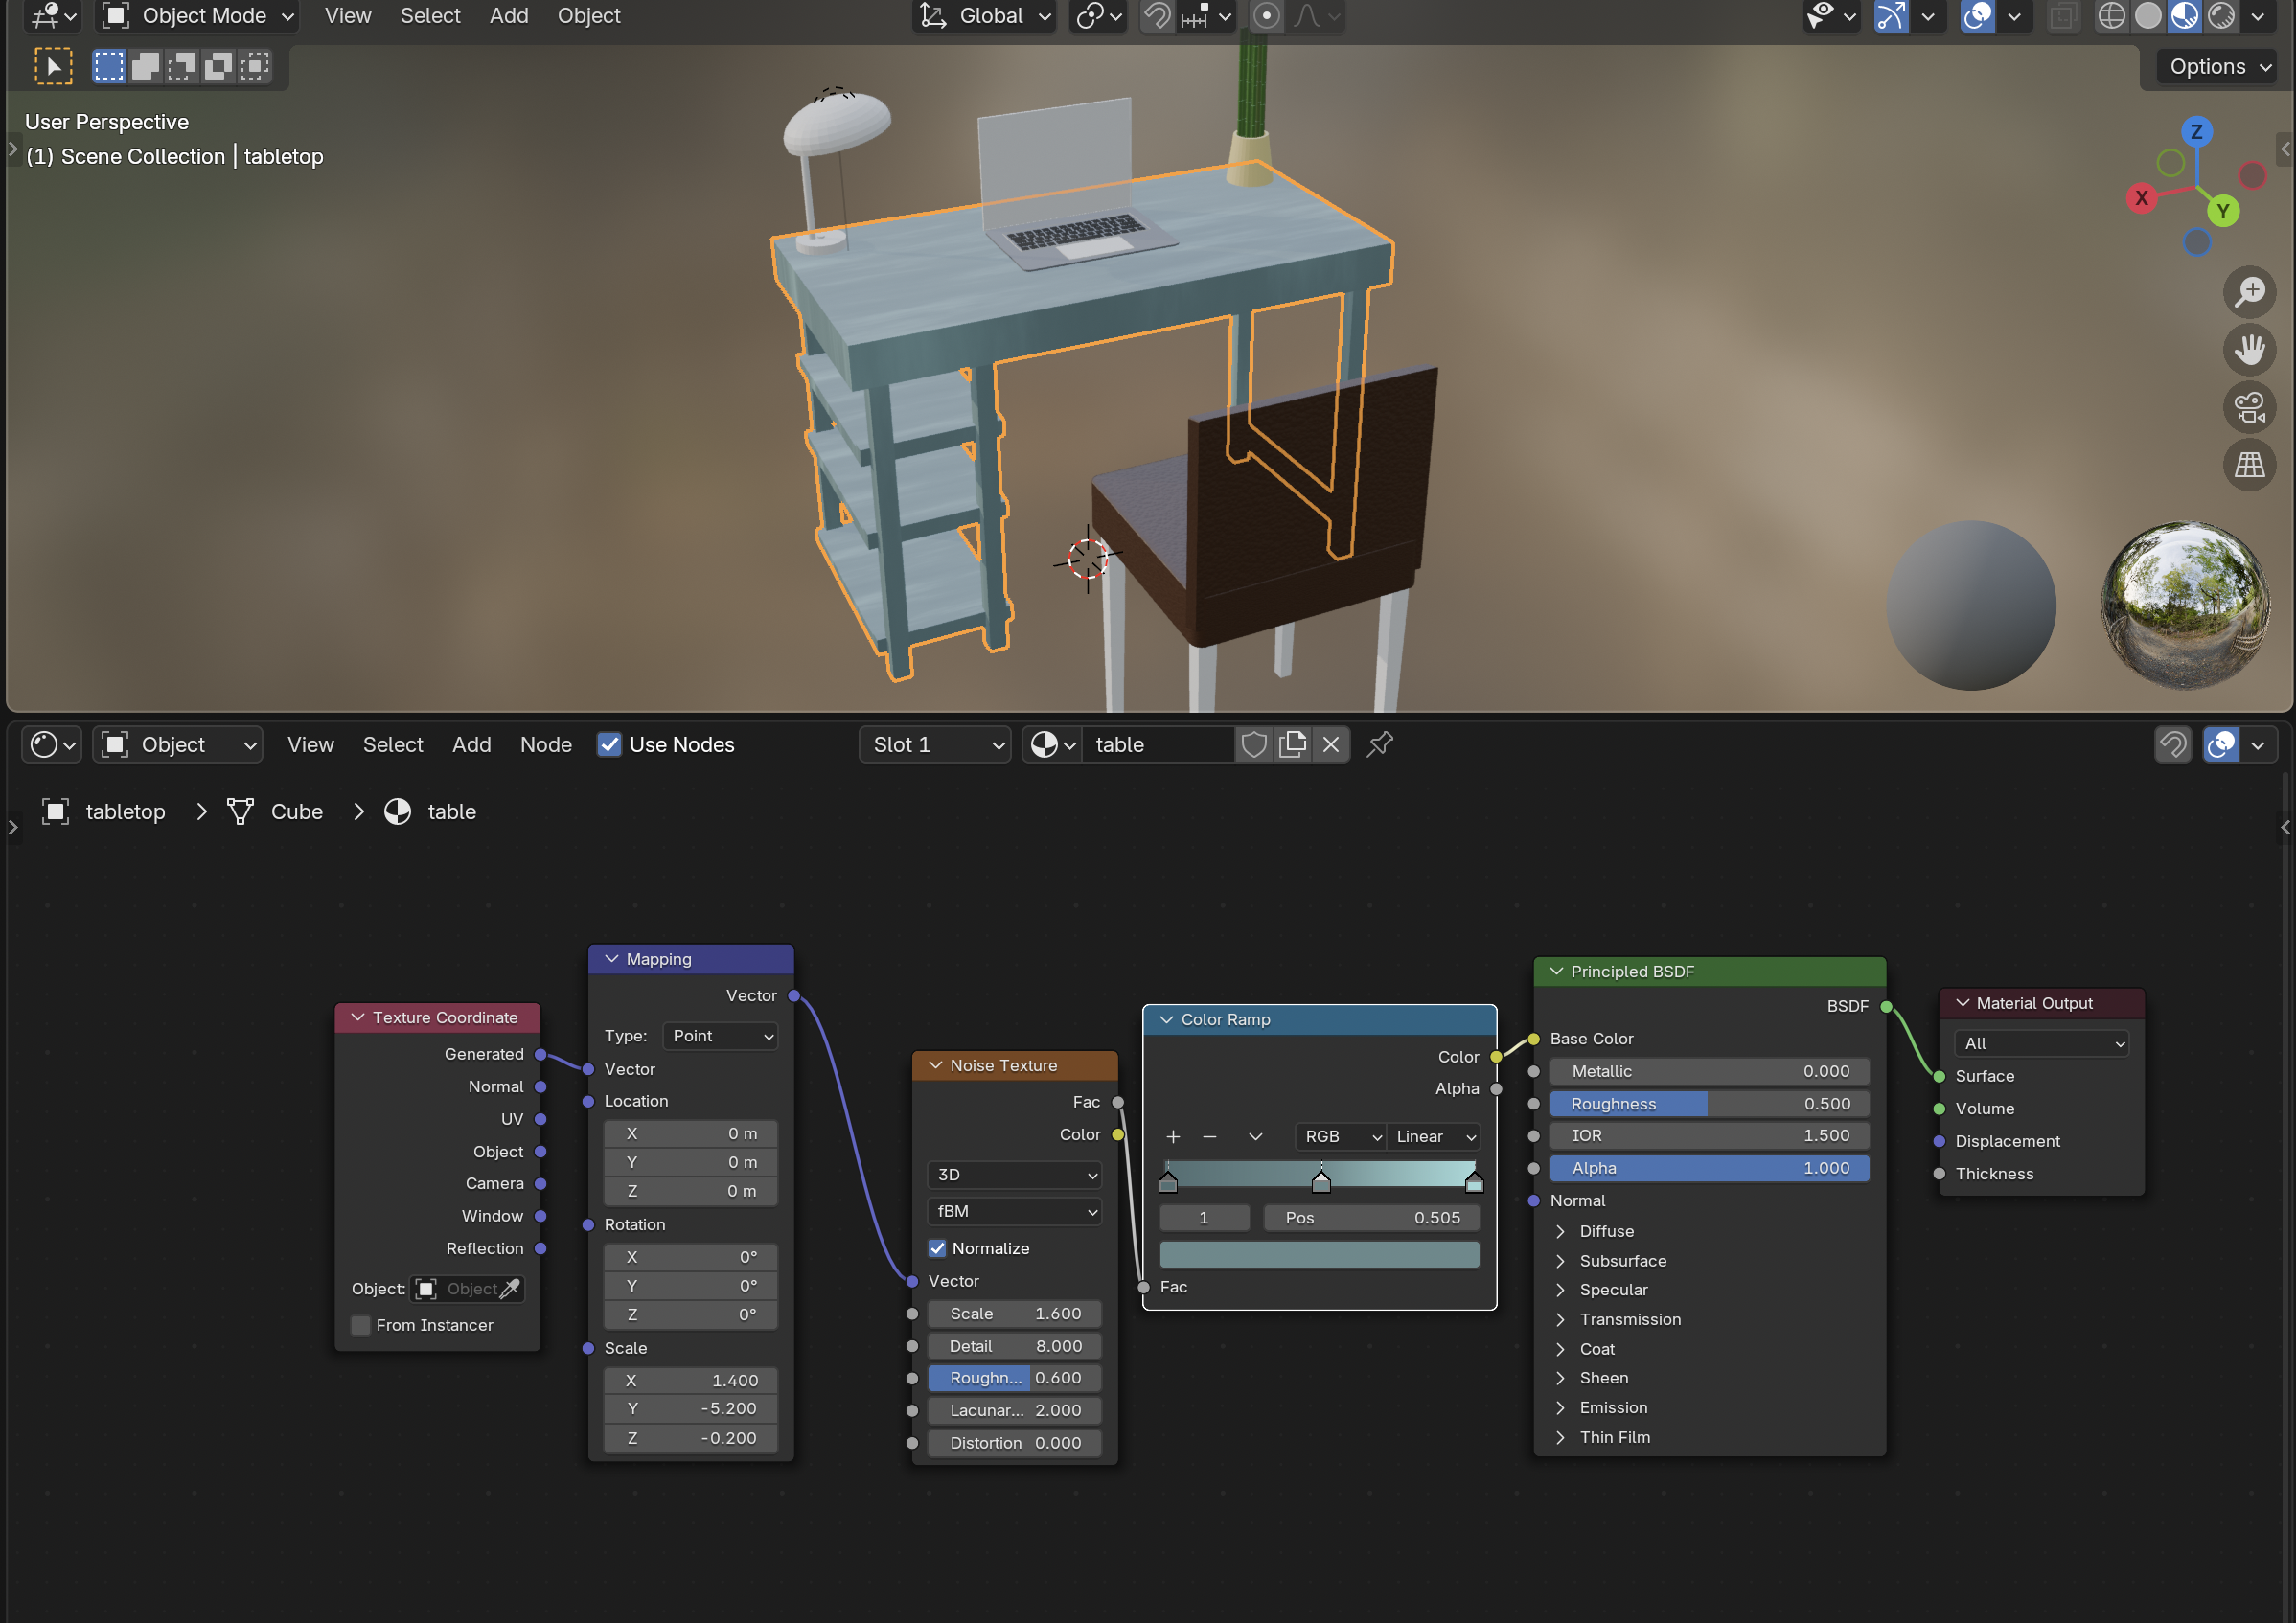 Object Mode View Select Add Object Global
Options
User Perspective
(1) Scene Collection | tabletop
Z
X
Y
Object View Select Add Node Use Nodes Slot 1 table
tabletop > Cube > table
Texture Coordinate
Generated
Normal
UV
Object
Camera
Window
Reflection
Object: Object
From Instancer
Mapping
Vector
Type: Point
Vector
Location
X 0 m
Y 0 m
Z 0 m
Rotation
X 0°
Y 0°
Z 0°
Scale
X 1.400
Y -5.200
Z -0.200
Noise Texture
Fac
Color
3D
fBM
Normalize
Vector
Scale 1.600
Detail 8.000
Roughn... 0.600
Lacunar... 2.000
Distortion 0.000
Color Ramp
Color
Alpha
RGB Linear
1 Pos 0.505
Fac
Principled BSDF
BSDF
Base Color
Metallic 0.000
Roughness 0.500
IOR 1.500
Alpha 1.000
Normal
Diffuse
Subsurface
Specular
Transmission
Coat
Sheen
Emission
Thin Film
Material Output
All
Surface
Volume
Displacement
Thickness